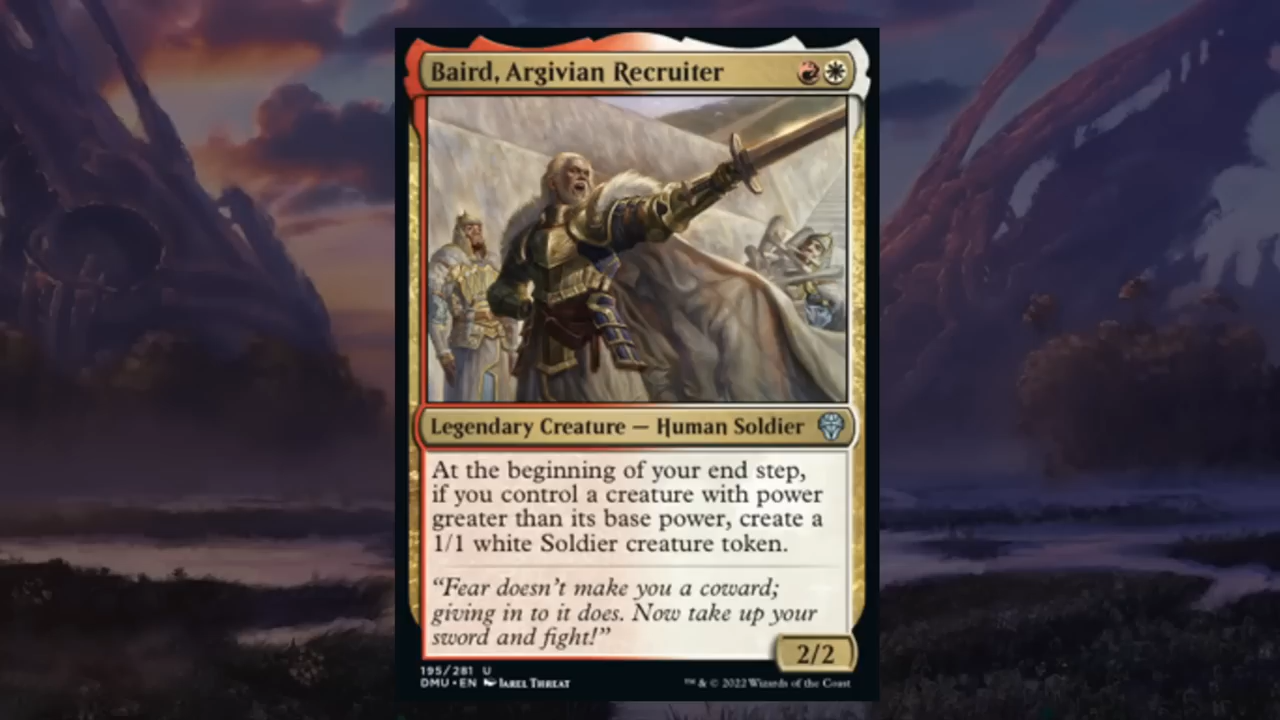 Baird, Argivian Recruiter
Legendary Creature — Human Soldier
At the beginning of your end step,
if you control a creature with power
greater than its base power, create a
1/1 white Soldier creature token.
“Fear doesn’t make you a coward;
giving in to it does. Now take up your
sword and fight!”
2/2
195/281 U
DMU • EN JAREL THREAT
™ & © 2022 Wizards of the Coast